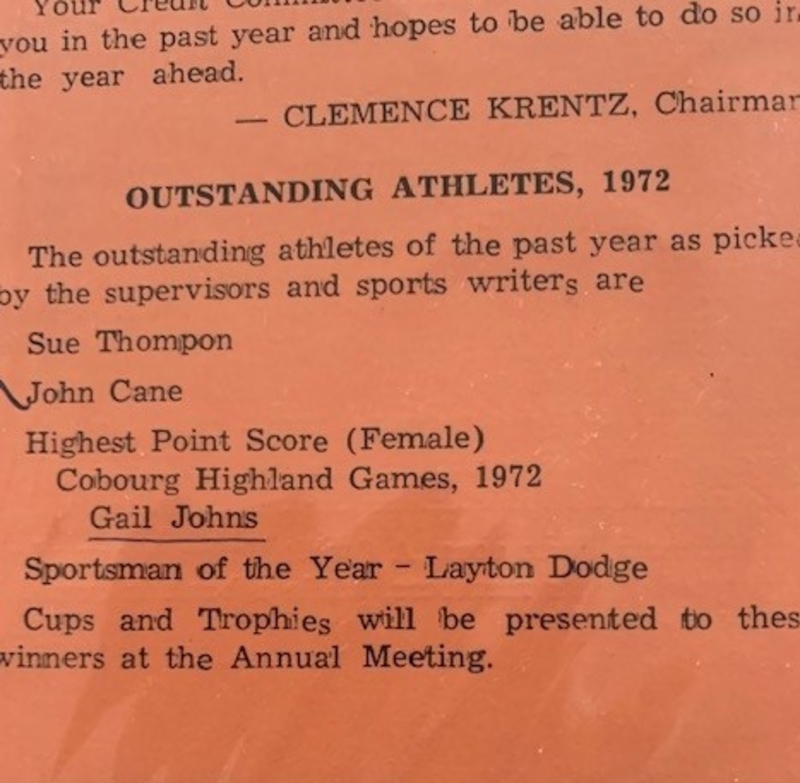 Your Credit
you in the past year and hopes to be able to do so in
the year ahead.
— CLEMENCE KRENTZ, Chairman
OUTSTANDING ATHLETES, 1972
The outstanding athletes of the past year as picked
by the supervisors and sports writers are
Sue Thompon
John Cane
Highest Point Score (Female)
Cobourg Highland Games, 1972
Gail Johns
Sportsman of the Year - Layton Dodge
Cups and Trophies will be presented to thes
winners at the Annual Meeting.